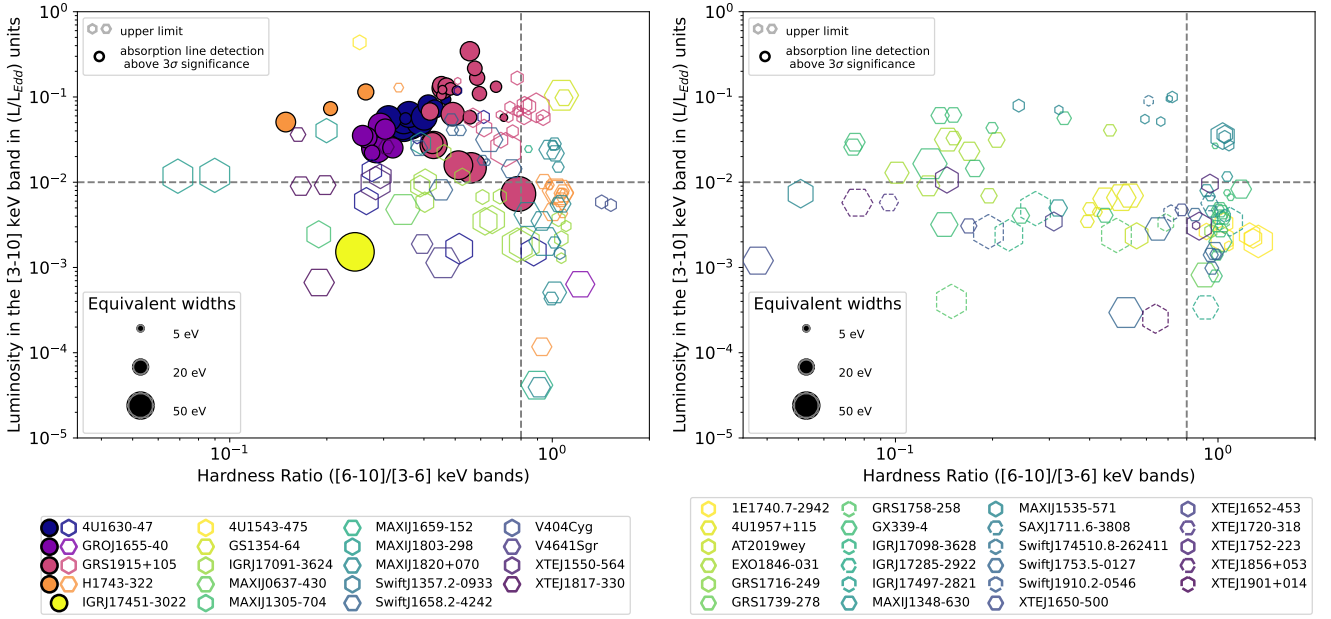 upper limit
absorption line detection
above 3σ significance
Equivalent widths
5 eV
20 eV
50 eV
10⁰
10⁻¹
10⁻²
10⁻³
10⁻⁴
10⁻⁵
10⁻¹
10⁰
Luminosity in the [3-10] keV band in (L/L_Edd) units
Hardness Ratio ([6-10]/[3-6] keV bands)
4U1630-47
GROJ1655-40
GRS1915+105
H1743-322
IGRJ17451-3022
4U1543-475
GS1354-64
IGRJ17091-3624
MAXIJ0637-430
MAXIJ1305-704
MAXIJ1659-152
MAXIJ1803-298
MAXIJ1820+070
SwiftJ1357.2-0933
SwiftJ1658.2-4242
V404Cyg
V4641Sgr
XTEJ1550-564
XTEJ1817-330
upper limit
absorption line detection
above 3σ significance
Equivalent widths
5 eV
20 eV
50 eV
10⁰
10⁻¹
10⁻²
10⁻³
10⁻⁴
10⁻⁵
10⁻¹
10⁰
Luminosity in the [3-10] keV band in (L/L_Edd) units
Hardness Ratio ([6-10]/[3-6] keV bands)
1E1740.7-2942
4U1957+115
AT2019wey
EXO1846-031
GRS1716-249
GRS1739-278
GRS1758-258
GX339-4
IGRJ17098-3628
IGRJ17285-2922
IGRJ17497-2821
MAXIJ1348-630
MAXIJ1535-571
SAXJ1711.6-3808
SwiftJ174510.8-262411
SwiftJ1753.5-0127
SwiftJ1910.2-0546
XTEJ1650-500
XTEJ1652-453
XTEJ1720-318
XTEJ1752-223
XTEJ1856+053
XTEJ1901+014